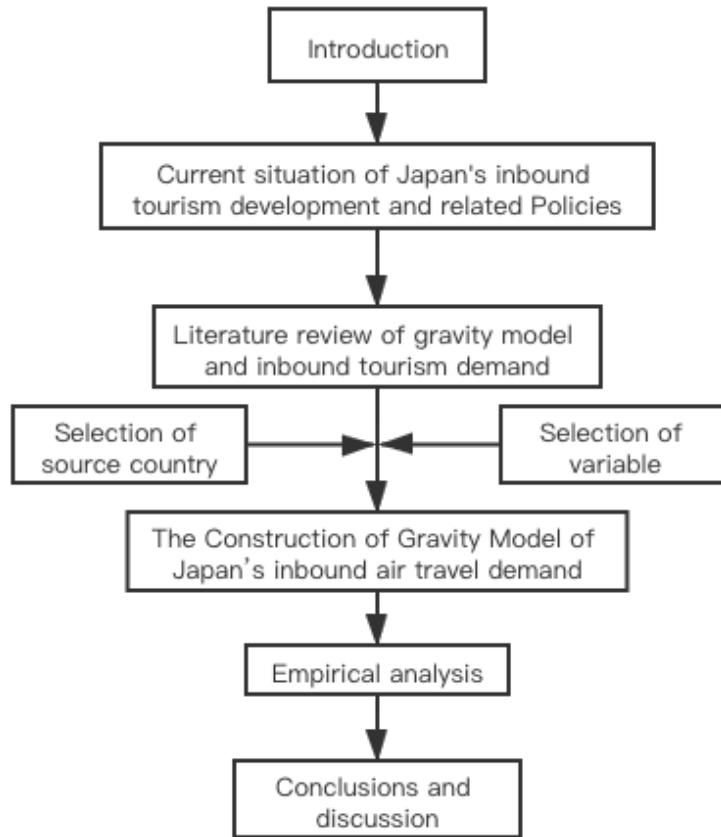 Introduction
Current situation of Japan's inbound
tourism development and related Policies
Literature review of gravity model
and inbound tourism demand
Selection of
source country
Selection of
variable
The Construction of Gravity Model of
Japan’s inbound air travel demand
Empirical analysis
Conclusions and
discussion